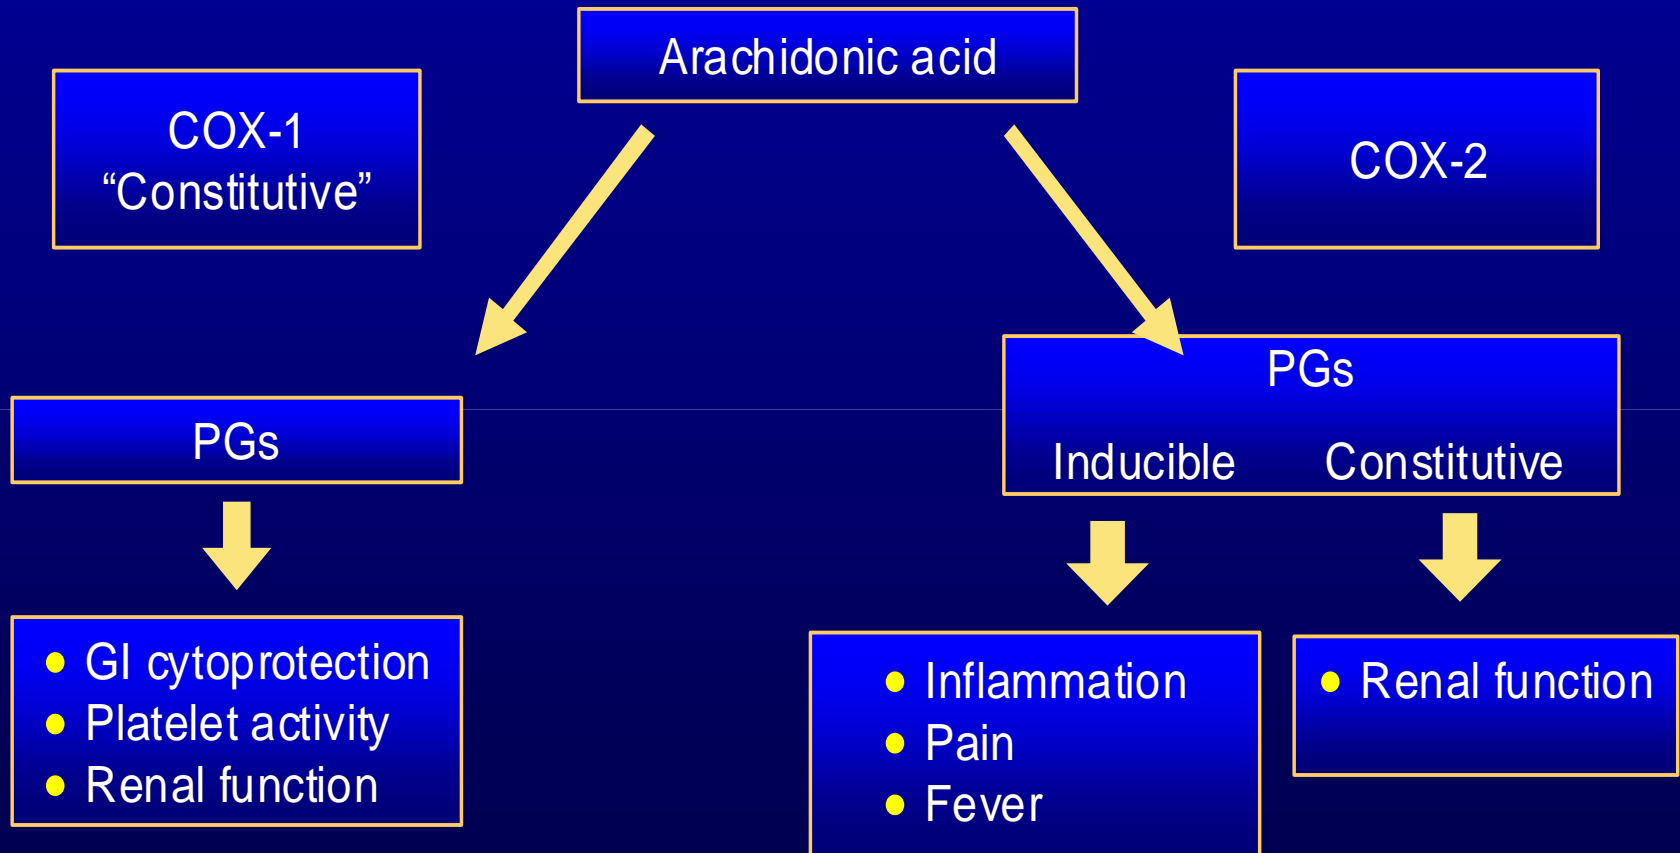 Arachidonic acid
COX-1
“Constitutive”
COX-2
PGs
PGs
Inducible Constitutive
• GI cytoprotection
• Platelet activity
• Renal function
• Inflammation
• Pain
• Fever
• Renal function